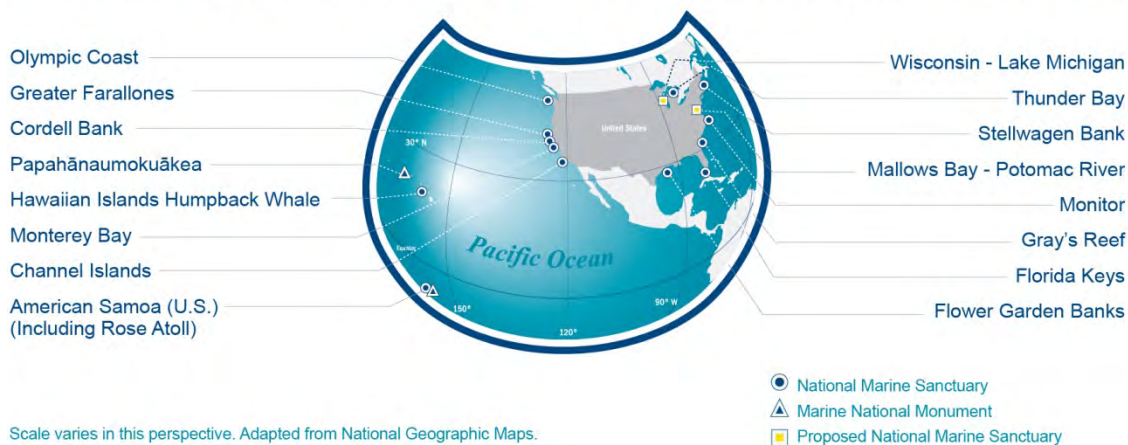 Olympic Coast
Greater Farallones
Cordell Bank
Papahānaumokuākea
Hawaiian Islands Humpback Whale
Monterey Bay
Channel Islands
American Samoa (U.S.)
(Including Rose Atoll)
30° N
United States
Pacific Ocean
150°
120°
90° W
Wisconsin - Lake Michigan
Thunder Bay
Stellwagen Bank
Mallows Bay - Potomac River
Monitor
Gray's Reef
Florida Keys
Flower Garden Banks
National Marine Sanctuary
Marine National Monument
Proposed National Marine Sanctuary
Scale varies in this perspective. Adapted from National Geographic Maps.